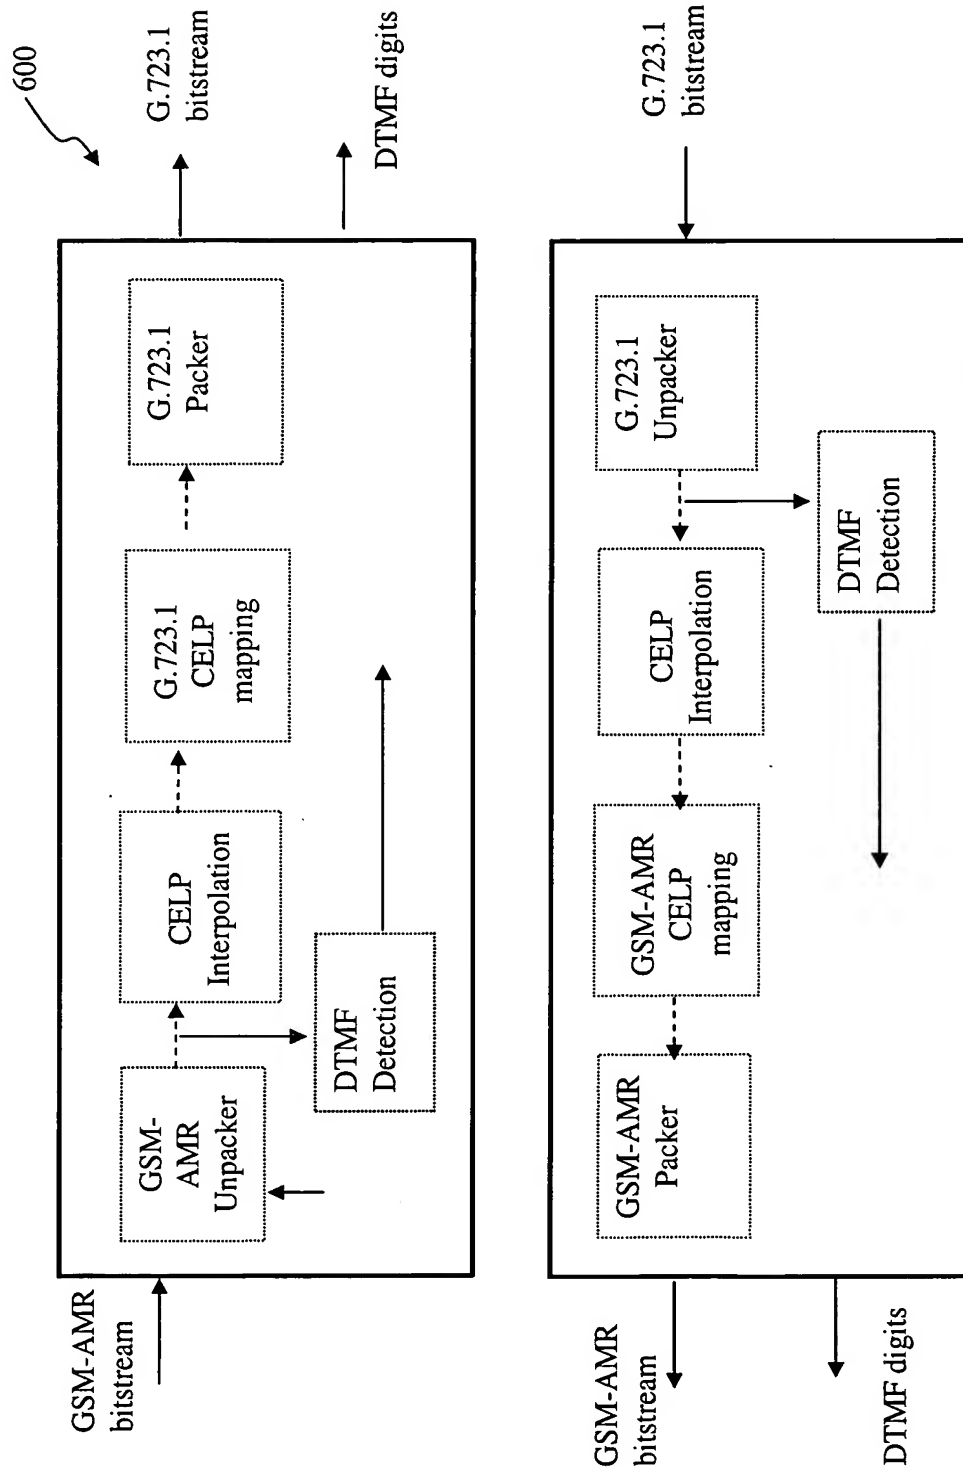 600
GSM-AMR
bitstream
GSM-
AMR
Unpacker
CELP
Interpolation
G.723.1
CELP
mapping
G.723.1
Packer
G.723.1
bitstream
DTMF
Detection
DTMF digits
GSM-AMR
bitstream
GSM-AMR
Packer
GSM-AMR
CELP
mapping
CELP
Interpolation
G.723.1
Unpacker
G.723.1
bitstream
DTMF
Detection
DTMF digits